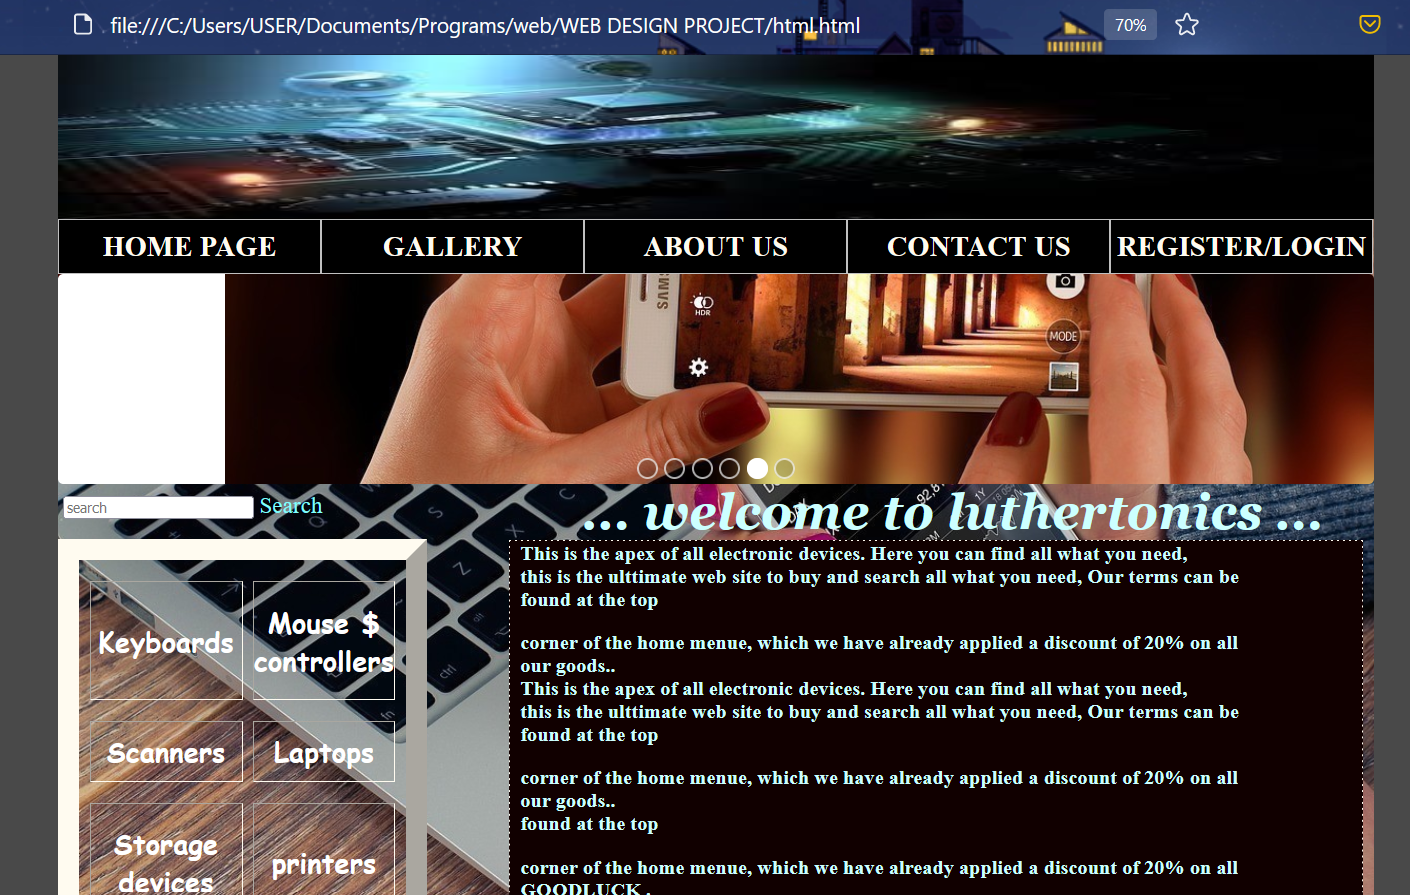 file:///C:/Users/USER/Documents/Programs/web/WEB DESIGN PROJECT/html.html
70%
HOME PAGE
GALLERY
ABOUT US
CONTACT US
REGISTER/LOGIN
SAMS
HDR
MODE
search
Search
... welcome to luthertonics ...
This is the apex of all electronic devices. Here you can find all what you need,
this is the ulttimate web site to buy and search all what you need, Our terms can be
found at the top
corner of the home menue, which we have already applied a discount of 20% on all
our goods..
This is the apex of all electronic devices. Here you can find all what you need,
this is the ulttimate web site to buy and search all what you need, Our terms can be
found at the top
corner of the home menue, which we have already applied a discount of 20% on all
our goods..
found at the top
corner of the home menue, which we have already applied a discount of 20% on all
GOODLUCK .
Keyboards
Mouse $
controllers
Scanners
Laptops
Storage
devices
printers